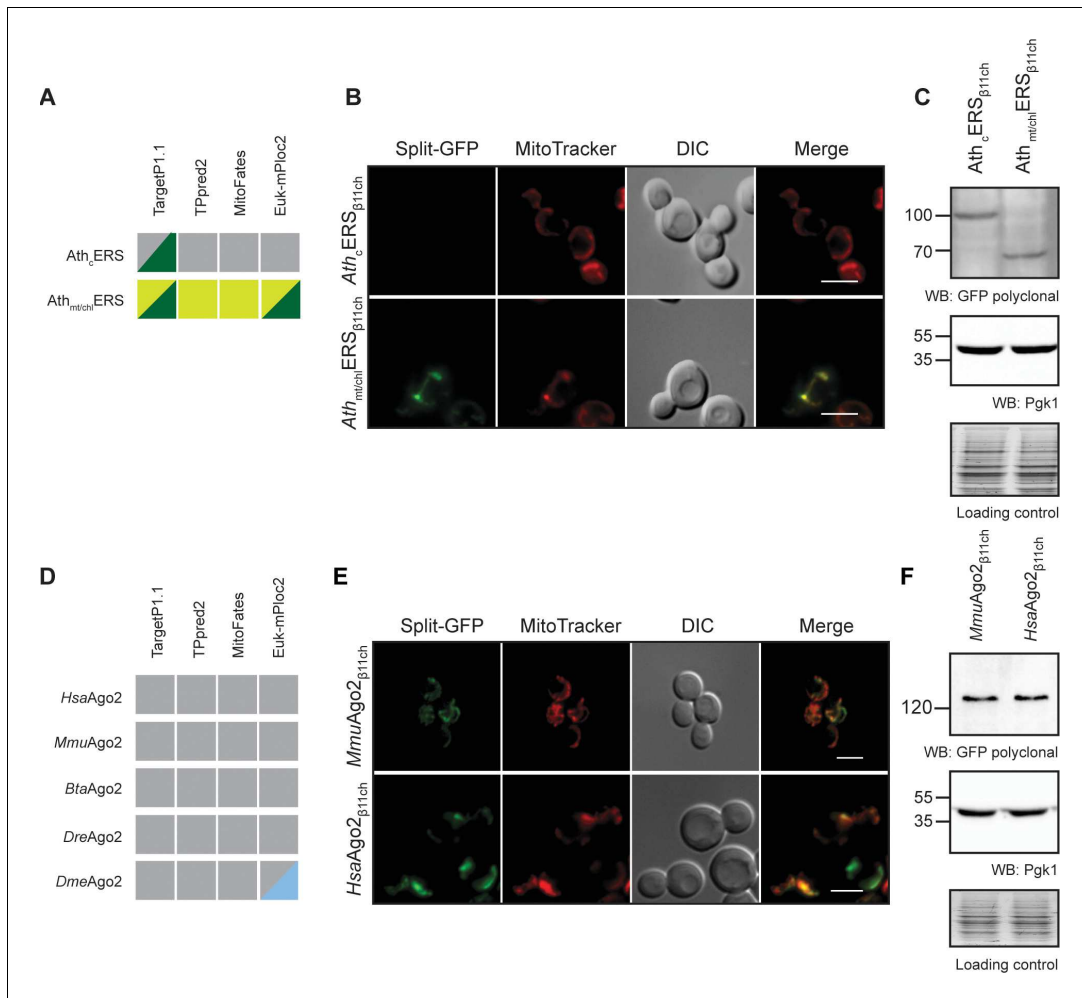 A
TargetP1.1
TPpred2
MitoFates
Euk-mPloc2
AthcERS
Athmt/chlERS
B
Split-GFP MitoTracker DIC Merge
AthcERSβ11ch
Athmt/chlERSβ11ch
C
AthcERSβ11ch
Athmt/chlERSβ11ch
100
70
WB: GFP polyclonal
55
35
WB: Pgk1
Loading control
D
TargetP1.1
TPpred2
MitoFates
Euk-mPloc2
HsaAgo2
MmuAgo2
BtaAgo2
DreAgo2
DmeAgo2
E
Split-GFP MitoTracker DIC Merge
MmuAgo2β11ch
HsaAgo2β11ch
F
MmuAgo2β11ch
HsaAgo2β11ch
120
WB: GFP polyclonal
55
35
WB: Pgk1
Loading control